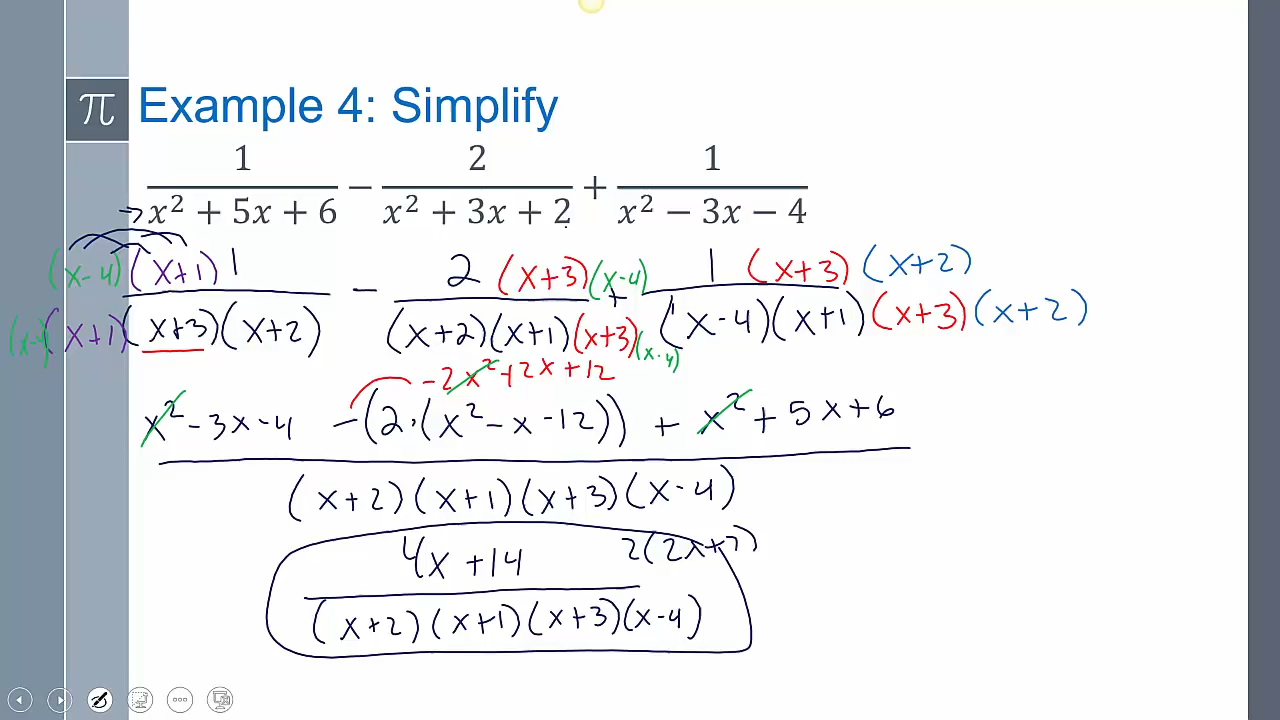 π Example 4: Simplify
1/(x² + 5x + 6) − 2/(x² + 3x + 2) + 1/(x² − 3x − 4)
(x-4) (x+1) 1 / (x-4)(x+1)(x+3)(x+2) − 2 (x+3)(x-4) / (x+2)(x+1)(x+3)(x-4) + 1 (x+3)(x+2) / (x-4)(x+1)(x+3)(x+2)
-2x²+2x+12
x²-3x-4 -(2·(x²-x-12)) + x²+5x+6
(x+2)(x+1)(x+3)(x-4)
4x+14 2(2x+7)
(x+2)(x+1)(x+3)(x-4)